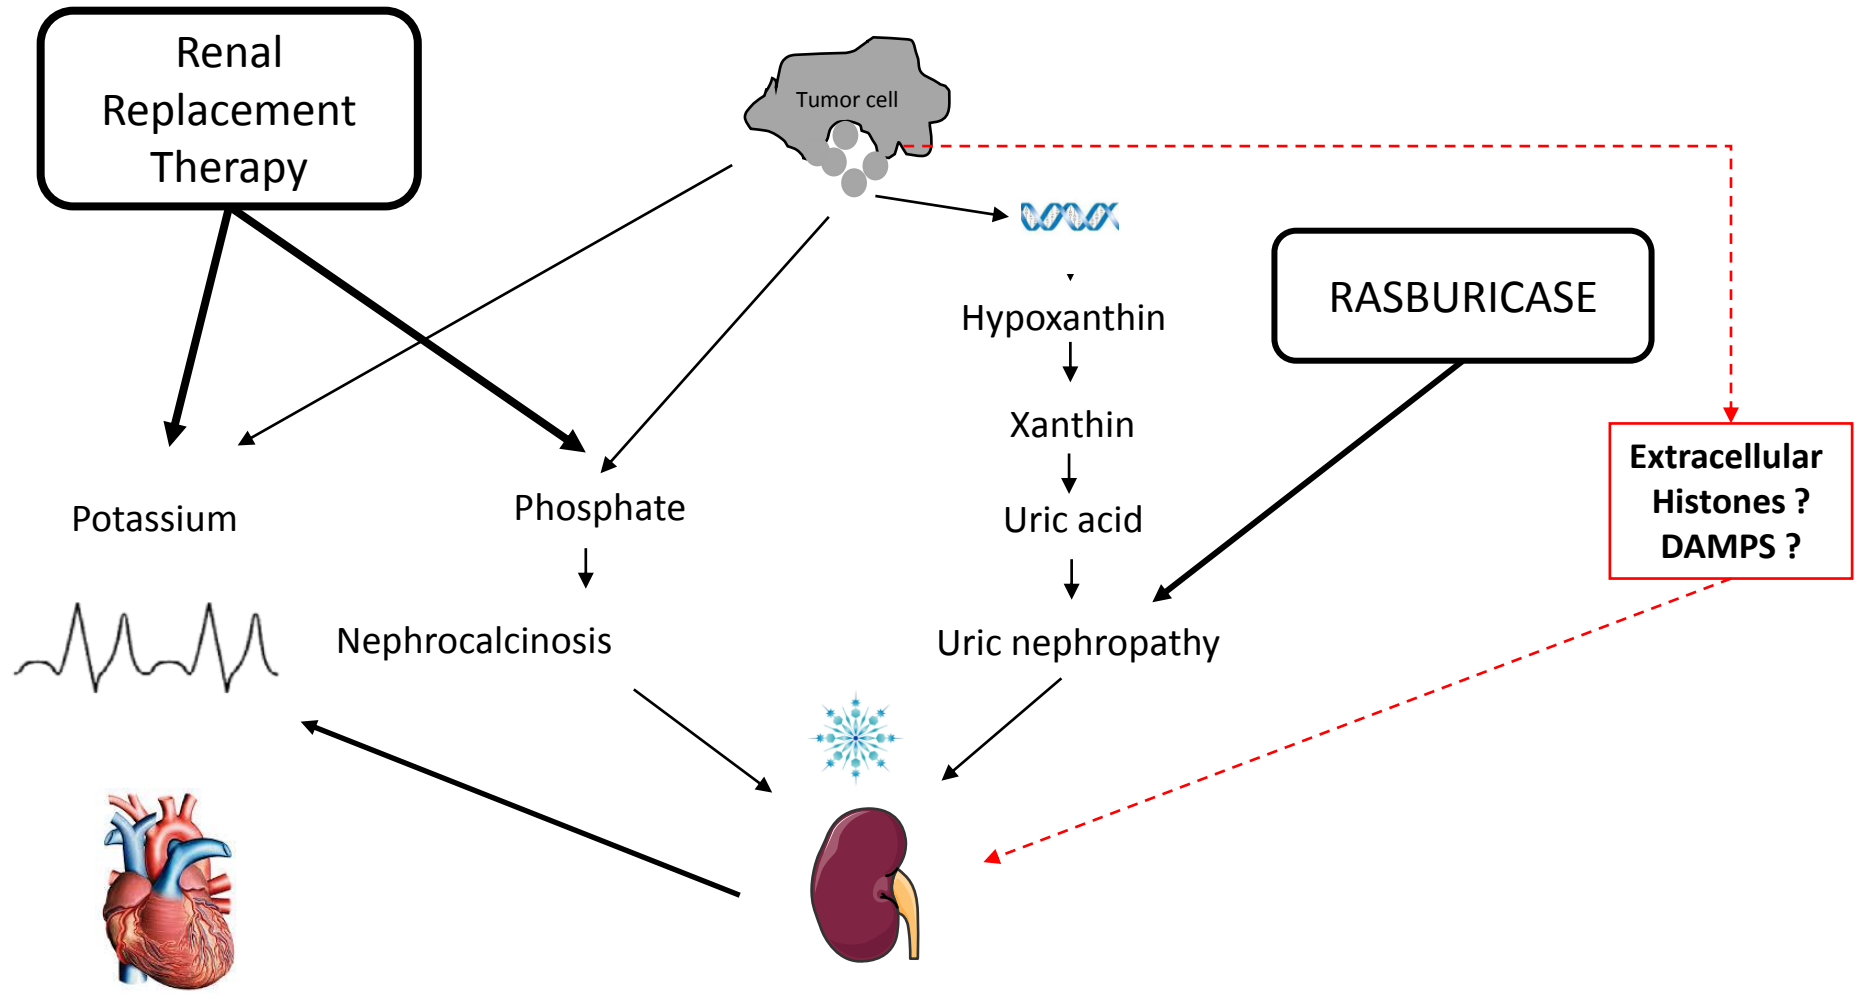 Renal
Replacement
Therapy
Tumor cell
RASBURICASE
Hypoxanthin
Xanthin
Extracellular
Histones ?
DAMPS ?
Potassium
Phosphate
Uric acid
Nephrocalcinosis
Uric nephropathy